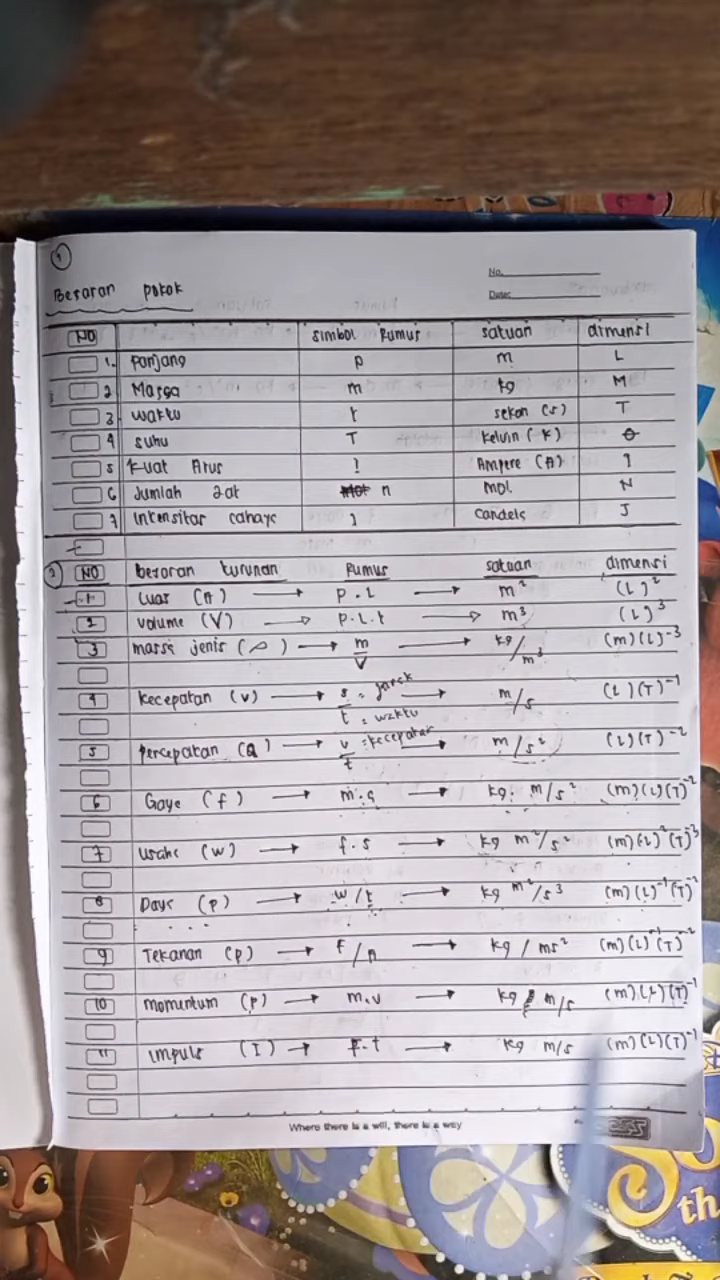 1
No.
Date:
Besaran pokok
NO simbol Rumus satuan dimensi
1. Panjang p m L
2 Massa m kg M
3 waktu t sekon (s) T
4 suhu T Kelvin (K) θ
5 Kuat Arus I Ampere (A) I
6 Jumlah zat n mol N
7 Intensitas cahaya J candela J
2 NO besaran turunan Rumus satuan dimensi
1 Luas (A) → p.l → m² (L)²
2 volume (V) → p.l.t → m³ (L)³
3 massa jenis (ρ) → m/V → kg/m³ (m)(L)-³
4 kecepatan (v) → s/t = jarak = waktu → m/s (L)(T)-¹
5 percepatan (a) → v/t = kecepatan → m/s² (L)(T)-²
6 Gaya (f) → m.a → kg. m/s² (m)(L)(T)-²
7 Usaha (w) → f.s → kg m²/s² (m)(L)²(T)-³
8 Daya (p) → w/t → kg m²/s³ (m)(L)-¹(T)
9 Tekanan (p) → F/A → kg / ms² (m)(L)-¹(T)-²
10 momentum (p) → m.v → kg m/s (m).(L)(T)-¹
11 impuls (I) → F.t → kg m/s (m)(L)(T)-¹
Where there is a will, there is a way
th